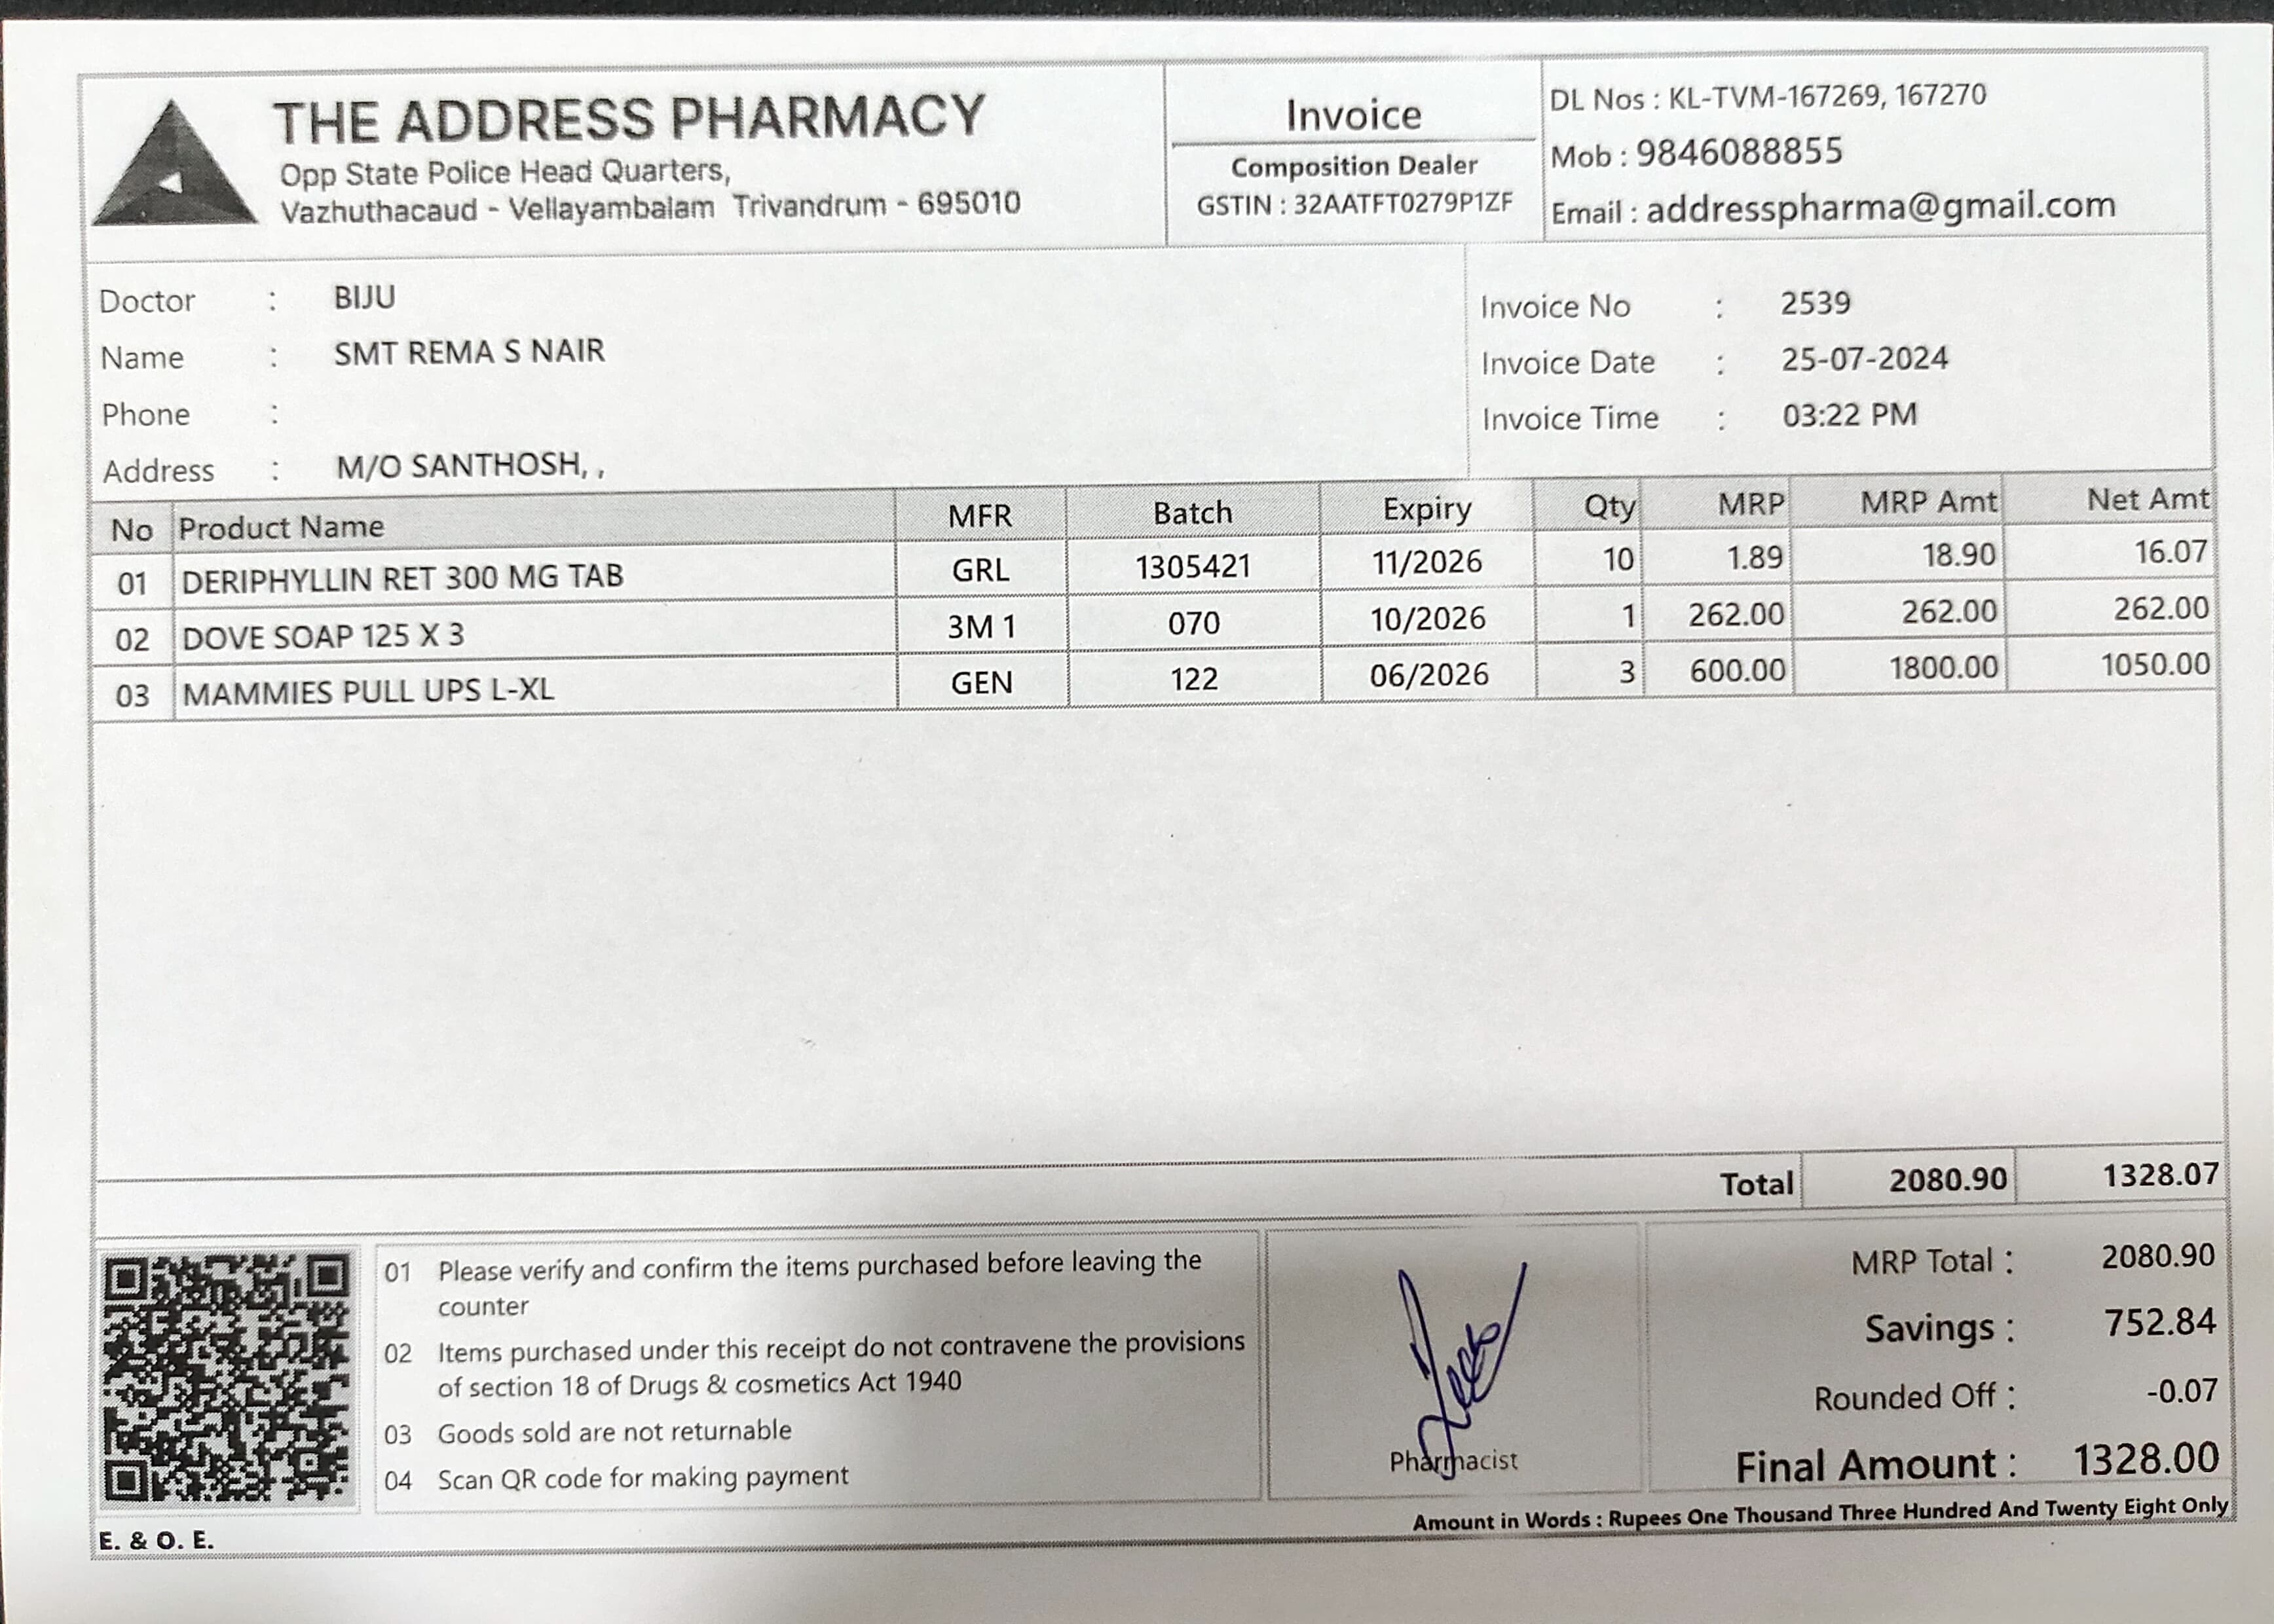 THE ADDRESS PHARMACY
Opp State Police Head Quarters,
Vazhuthacaud - Vellayambalam Trivandrum - 695010
Invoice
Composition Dealer
GSTIN : 32AATFT0279P1ZF
DL Nos : KL-TVM-167269, 167270
Mob : 9846088855
Email : addresspharma@gmail.com
Doctor : BIJU
Name : SMT REMA S NAIR
Phone :
Address : M/O SANTHOSH, ,
Invoice No : 2539
Invoice Date : 25-07-2024
Invoice Time : 03:22 PM
No Product Name MFR Batch Expiry Qty MRP MRP Amt Net Amt
01 DERIPHYLLIN RET 300 MG TAB GRL 1305421 11/2026 10 1.89 18.90 16.07
02 DOVE SOAP 125 X 3 3M 1 070 10/2026 1 262.00 262.00 262.00
03 MAMMIES PULL UPS L-XL GEN 122 06/2026 3 600.00 1800.00 1050.00
Total 2080.90 1328.07
01 Please verify and confirm the items purchased before leaving the
counter
02 Items purchased under this receipt do not contravene the provisions
of section 18 of Drugs & cosmetics Act 1940
03 Goods sold are not returnable
04 Scan QR code for making payment
Pharmacist
MRP Total : 2080.90
Savings : 752.84
Rounded Off : -0.07
Final Amount : 1328.00
Amount in Words : Rupees One Thousand Three Hundred And Twenty Eight Only
E. & O. E.